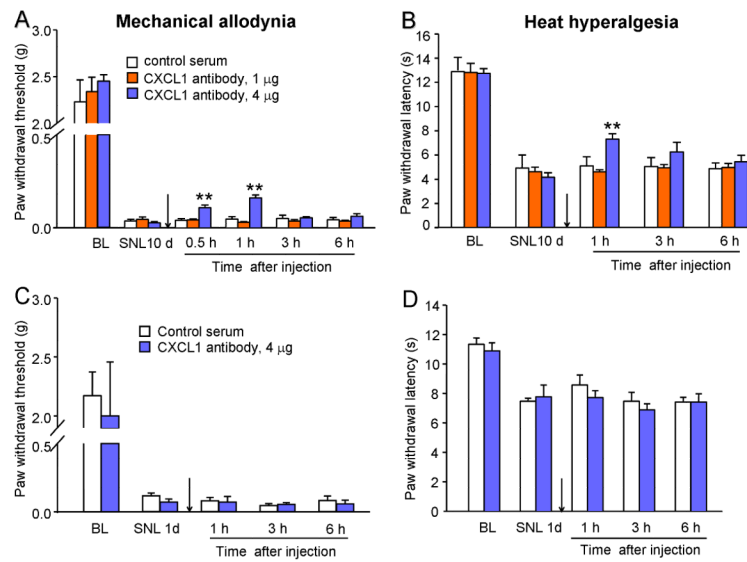 A
Mechanical allodynia
Paw withdrawal threshold (g)
3.0
2.5
2.0
0.5
0.0
control serum
CXCL1 antibody, 1 μg
CXCL1 antibody, 4 μg
**
**
BL
SNL10 d
0.5 h
1 h
3 h
6 h
Time after injection
B
Heat hyperalgesia
Paw withdrawal latency (s)
16
14
12
10
8
6
4
2
0
**
BL
SNL10 d
1 h
3 h
6 h
Time after injection
C
Paw withdrawal threshold (g)
3.0
2.5
2.0
0.5
0.0
Control serum
CXCL1 antibody, 4 μg
BL
SNL 1d
1 h
3 h
6 h
Time after injection
D
Paw withdrawal latency (s)
14
12
10
8
6
4
2
0
BL
SNL 1d
1 h
3 h
6 h
Time after injection